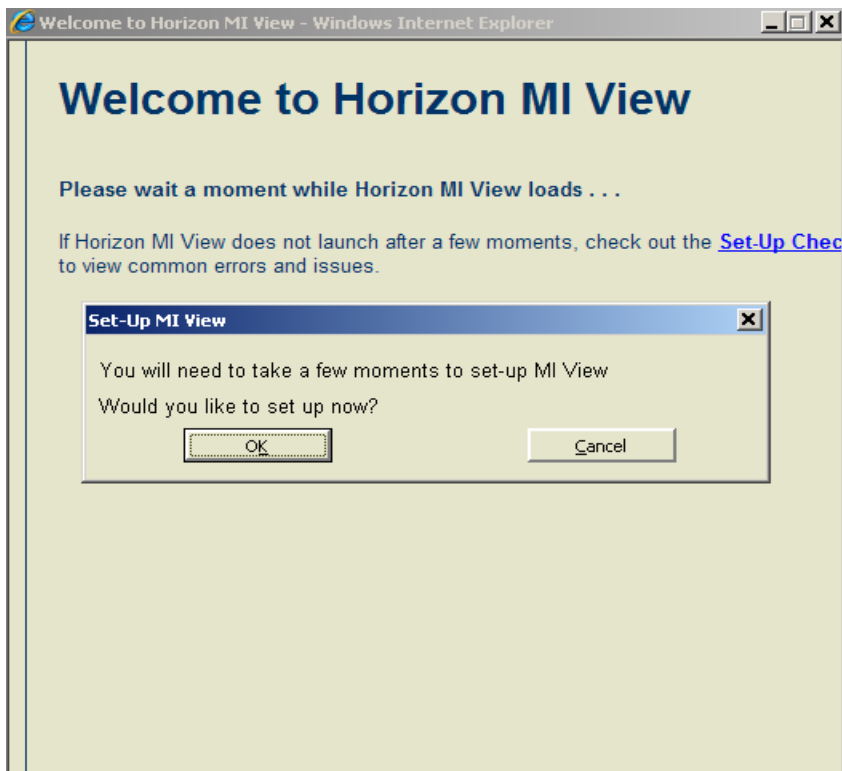 Welcome to Horizon MI View - Windows Internet Explorer
Welcome to Horizon MI View
Please wait a moment while Horizon MI View loads . . .
If Horizon MI View does not launch after a few moments, check out the Set-Up Chec
to view common errors and issues.
Set-Up MI View
You will need to take a few moments to set-up MI View
Would you like to set up now?
OK Cancel